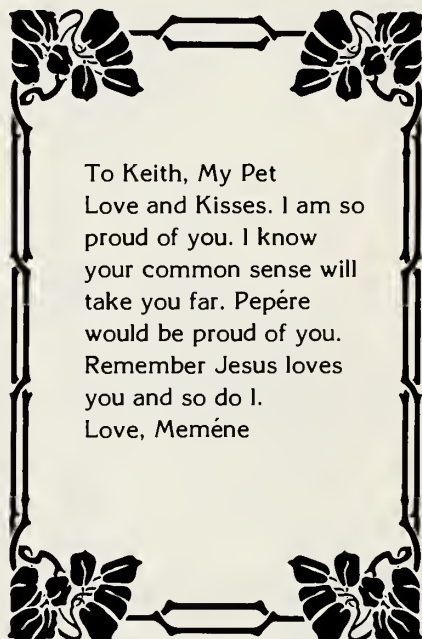 To Keith, My Pet
Love and Kisses. I am so
proud of you. I know
your common sense will
take you far. Pepére
would be proud of you.
Remember Jesus loves
you and so do I.
Love, Meméne